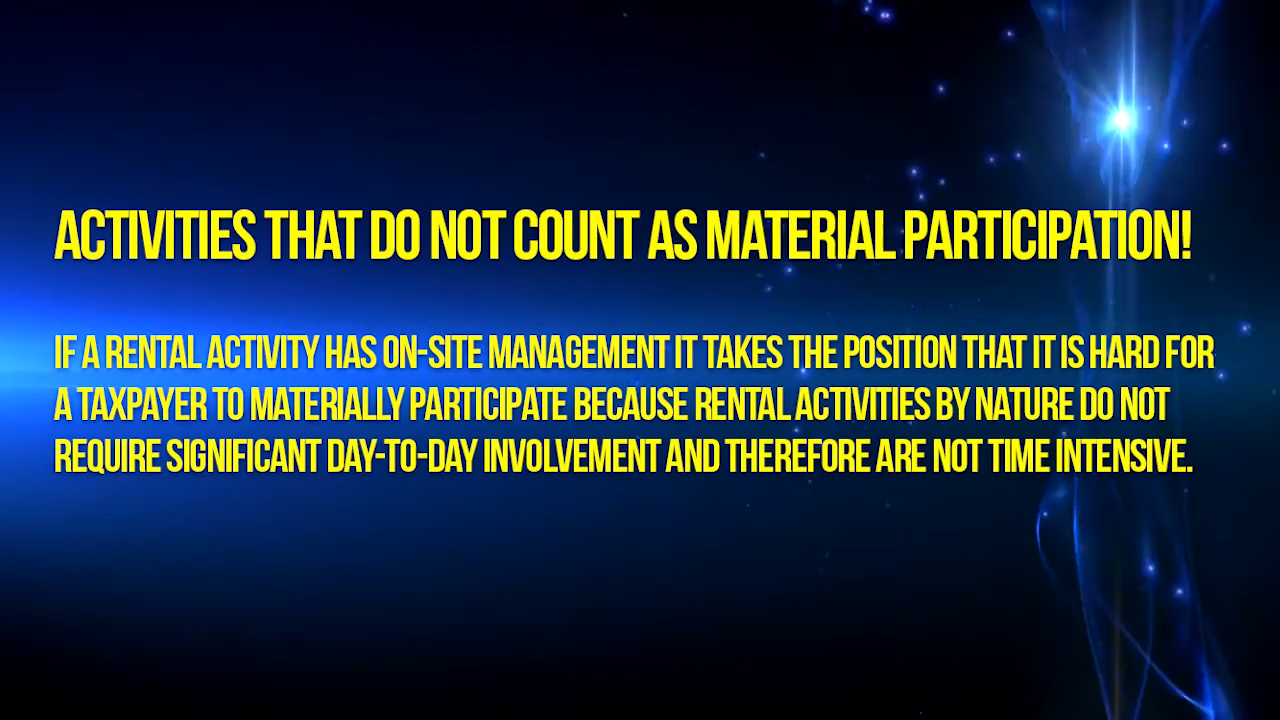 ACTIVITIES THAT DO NOT COUNT AS MATERIAL PARTICIPATION!
IF A RENTAL ACTIVITY HAS ON-SITE MANAGEMENT IT TAKES THE POSITION THAT IT IS HARD FOR
A TAXPAYER TO MATERIALLY PARTICIPATE BECAUSE RENTAL ACTIVITIES BY NATURE DO NOT
REQUIRE SIGNIFICANT DAY-TO-DAY INVOLVEMENT AND THEREFORE ARE NOT TIME INTENSIVE.